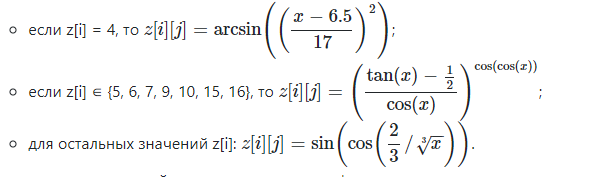 если z[i] = 4, то z[i][j] = arcsin(((x − 6.5)/17)^2);
если z[i] ∈ {5, 6, 7, 9, 10, 15, 16}, то z[i][j] = ((tan(x) − 1/2)/cos(x))^cos(cos(x)) ;
для остальных значений z[i]: z[i][j] = sin(cos(2/3 / ∛x)).